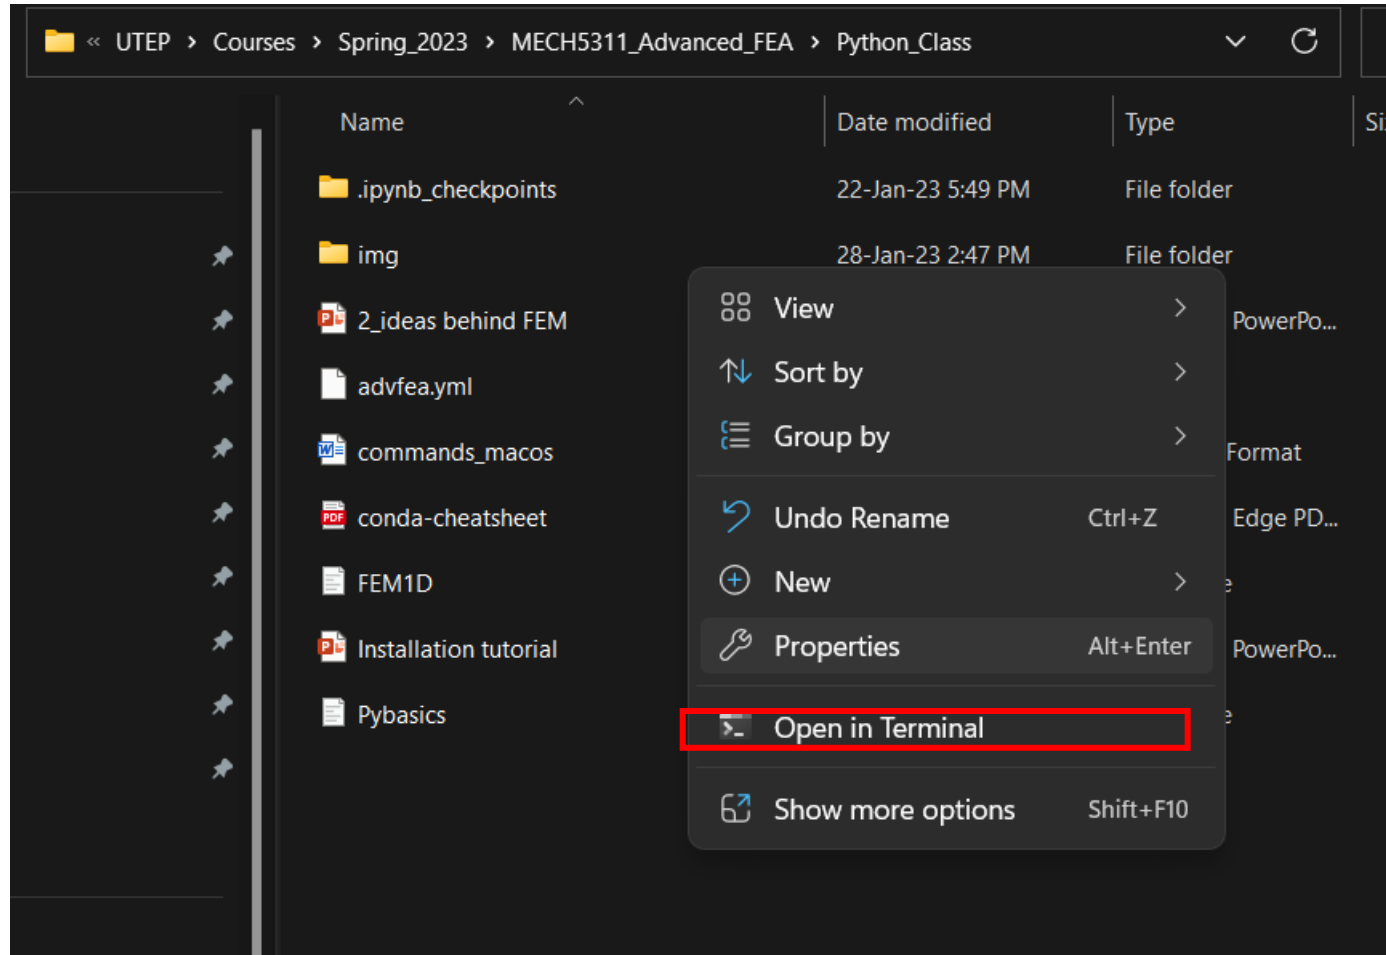 « UTEP > Courses > Spring_2023 > MECH5311_Advanced_FEA > Python_Class
Name Date modified Type
.ipynb_checkpoints 22-Jan-23 5:49 PM File folder
img 28-Jan-23 2:47 PM File folder
2_ideas behind FEM PowerPo...
advfea.yml
commands_macos Format
conda-cheatsheet Edge PD...
FEM1D
Installation tutorial PowerPo...
Pybasics
View
Sort by
Group by
Undo Rename Ctrl+Z
New
Properties Alt+Enter
Open in Terminal
Show more options Shift+F10